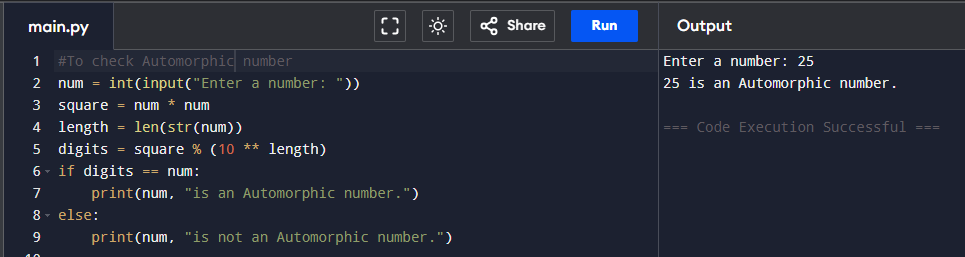 main.py
Share
Run
Output
1 #To check Automorphic number
2 num = int(input("Enter a number: "))
3 square = num * num
4 length = len(str(num))
5 digits = square % (10 ** length)
6 if digits == num:
7     print(num, "is an Automorphic number.")
8 else:
9     print(num, "is not an Automorphic number.")
10
Enter a number: 25
25 is an Automorphic number.
=== Code Execution Successful ===